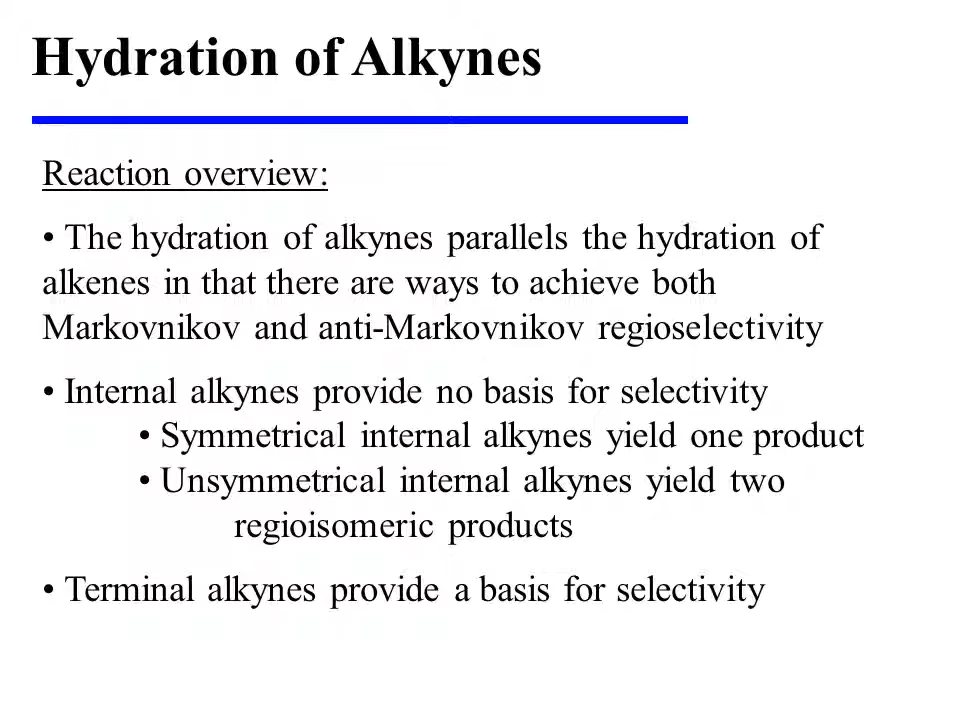 Hydration of Alkynes
Reaction overview:
• The hydration of alkynes parallels the hydration of
alkenes in that there are ways to achieve both
Markovnikov and anti-Markovnikov regioselectivity
• Internal alkynes provide no basis for selectivity
• Symmetrical internal alkynes yield one product
• Unsymmetrical internal alkynes yield two
regioisomeric products
• Terminal alkynes provide a basis for selectivity